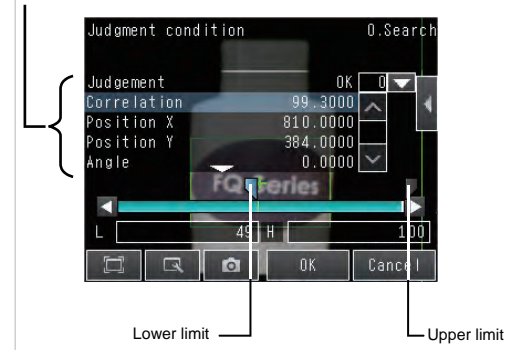 Judgment condition 0.Search
Judgement OK 0
Correlation 99.3000
Position X 810.0000
Position Y 384.0000
Angle 0.0000
FQ Series
L 49 H 100
OK Cancel
Lower limit Upper limit